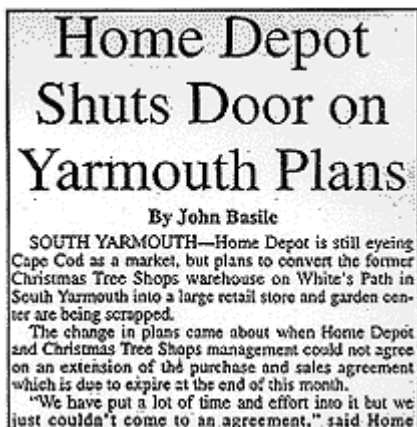 Home Depot
Shuts Door on
Yarmouth Plans
By John Basile
SOUTH YARMOUTH—Home Depot is still eyeing
Cape Cod as a market, but plans to convert the former
Christmas Tree Shops warehouse on White's Path in
South Yarmouth into a large retail store and garden cen-
ter are being scrapped.
The change in plans came about when Home Depot
and Christmas Tree Shops management could not agree
on an extension of the purchase and sales agreement
which is due to expire at the end of this month.
"We have put a lot of time and effort into it but we
just couldn't come to an agreement," said Home